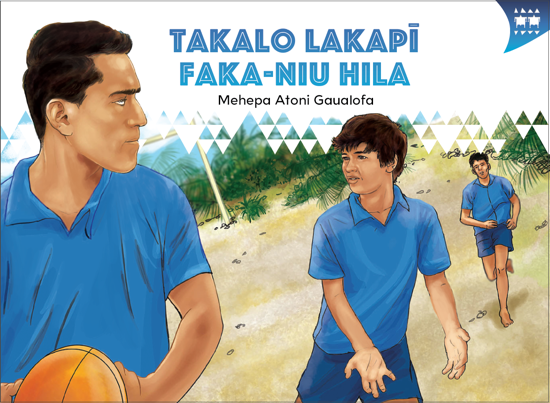 TAKALO LAKAPĪ
FAKA-NIU HILA
Mehepa Atoni Gaualofa